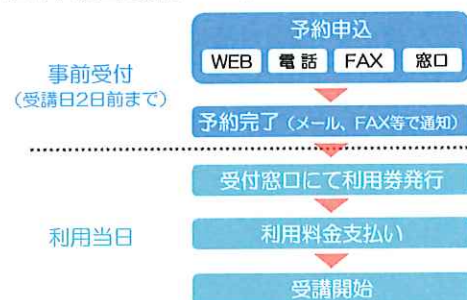 予約申込
WEB 電話 FAX 窓口
事前受付
(受講日2日前まで)
予約完了(メール、FAX等で通知)
受付窓口にて利用券発行
利用当日
利用料金支払い
受講開始